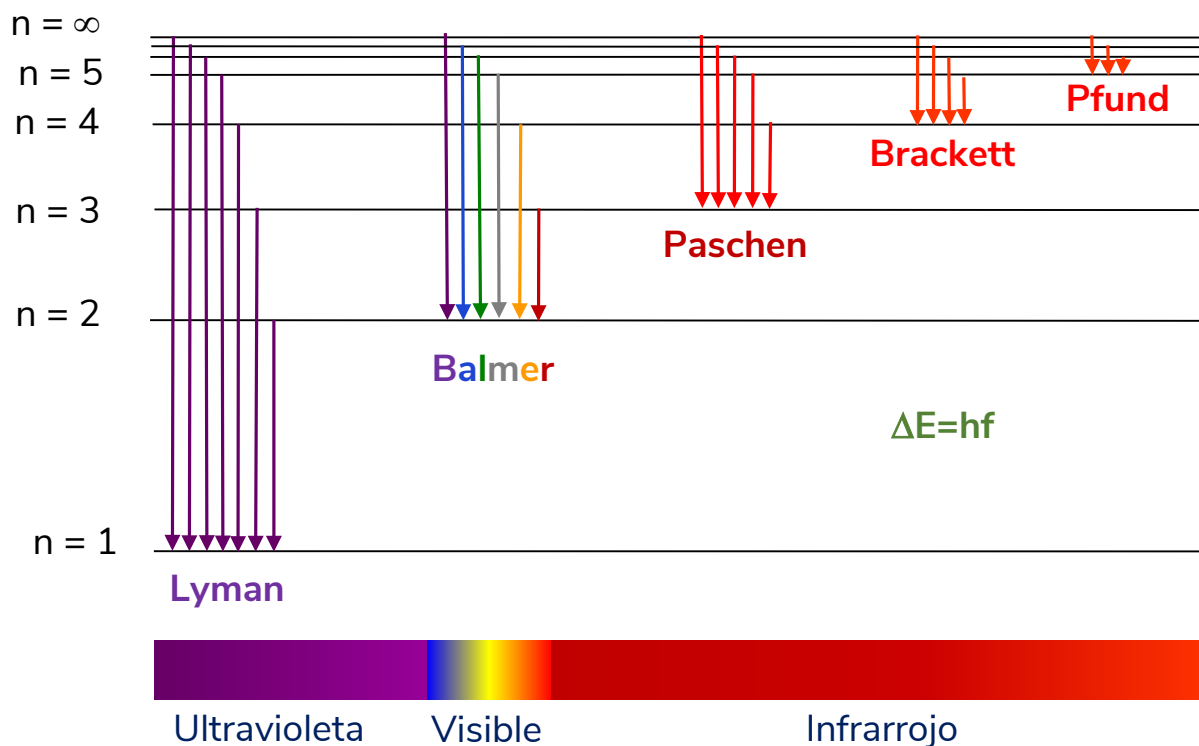 n = ∞
n = 5
Pfund
n = 4
Brackett
n = 3
Paschen
n = 2
Balmer
ΔE=hf
n = 1
Lyman
Ultravioleta
Visible
Infrarrojo